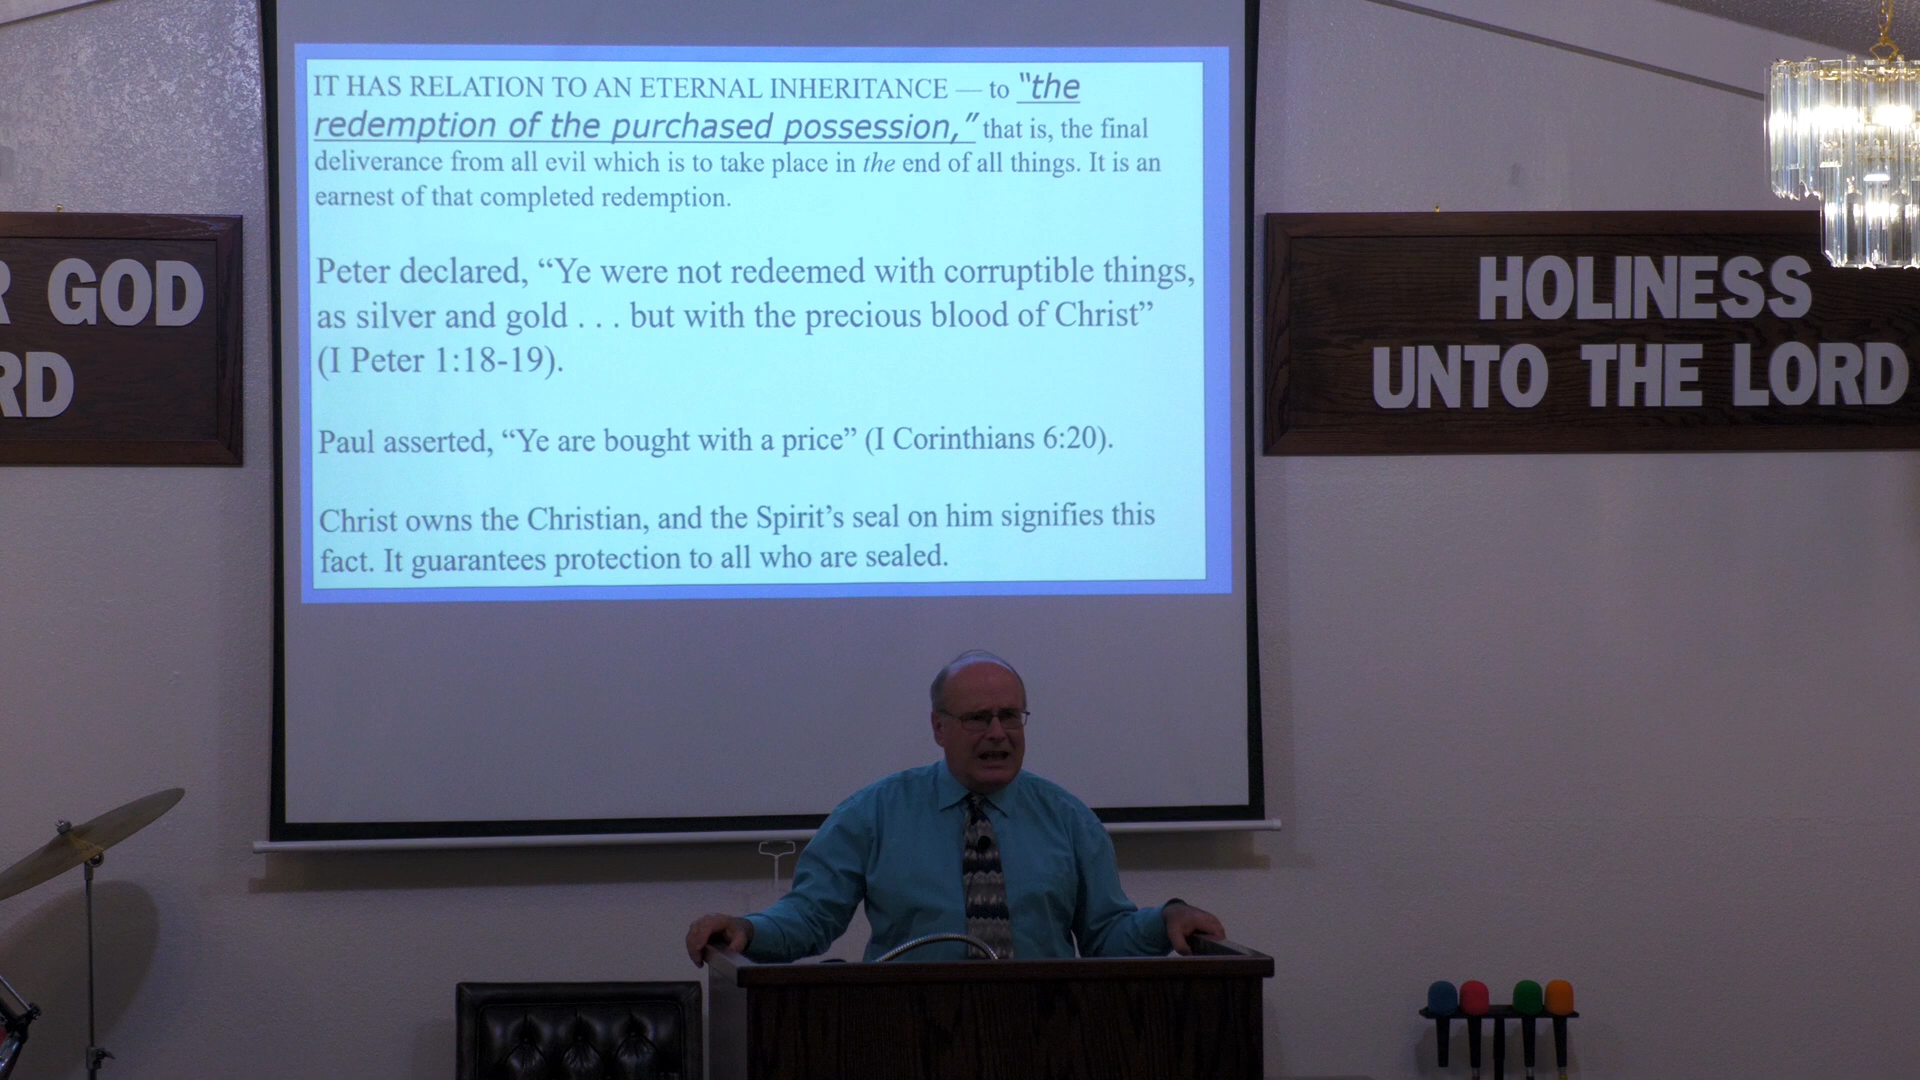 IT HAS RELATION TO AN ETERNAL INHERITANCE — to "the
redemption of the purchased possession," that is, the final
deliverance from all evil which is to take place in the end of all things. It is an
earnest of that completed redemption.
Peter declared, “Ye were not redeemed with corruptible things,
as silver and gold . . . but with the precious blood of Christ”
(I Peter 1:18-19).
Paul asserted, “Ye are bought with a price” (I Corinthians 6:20).
Christ owns the Christian, and the Spirit’s seal on him signifies this
fact. It guarantees protection to all who are sealed.
R GOD
RD
HOLINESS
UNTO THE LORD